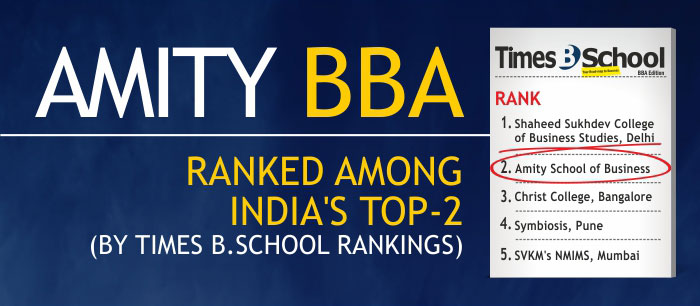 AMITY BBA
RANKED AMONG
INDIA'S TOP-2
(BY TIMES B.SCHOOL RANKINGS)
Times B School
BBA Edition
RANK
1. Shaheed Sukhdev College
of Business Studies, Delhi
2. Amity School of Business
3. Christ College, Bangalore
4. Symbiosis, Pune
5. SVKM's NMIMS, Mumbai